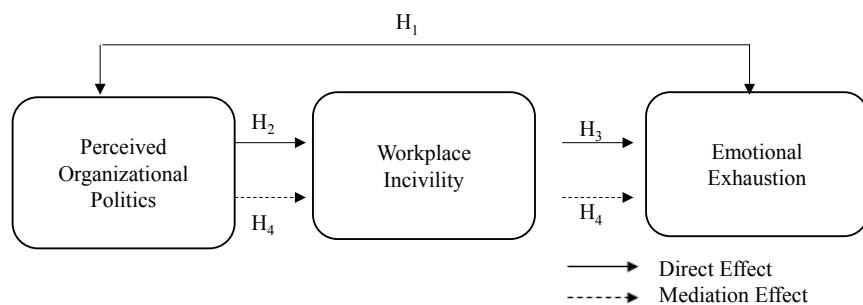 H₁
Perceived
Organizational
Politics
H₂
H₄
Workplace
Incivility
H₃
H₄
Emotional
Exhaustion
Direct Effect
Mediation Effect